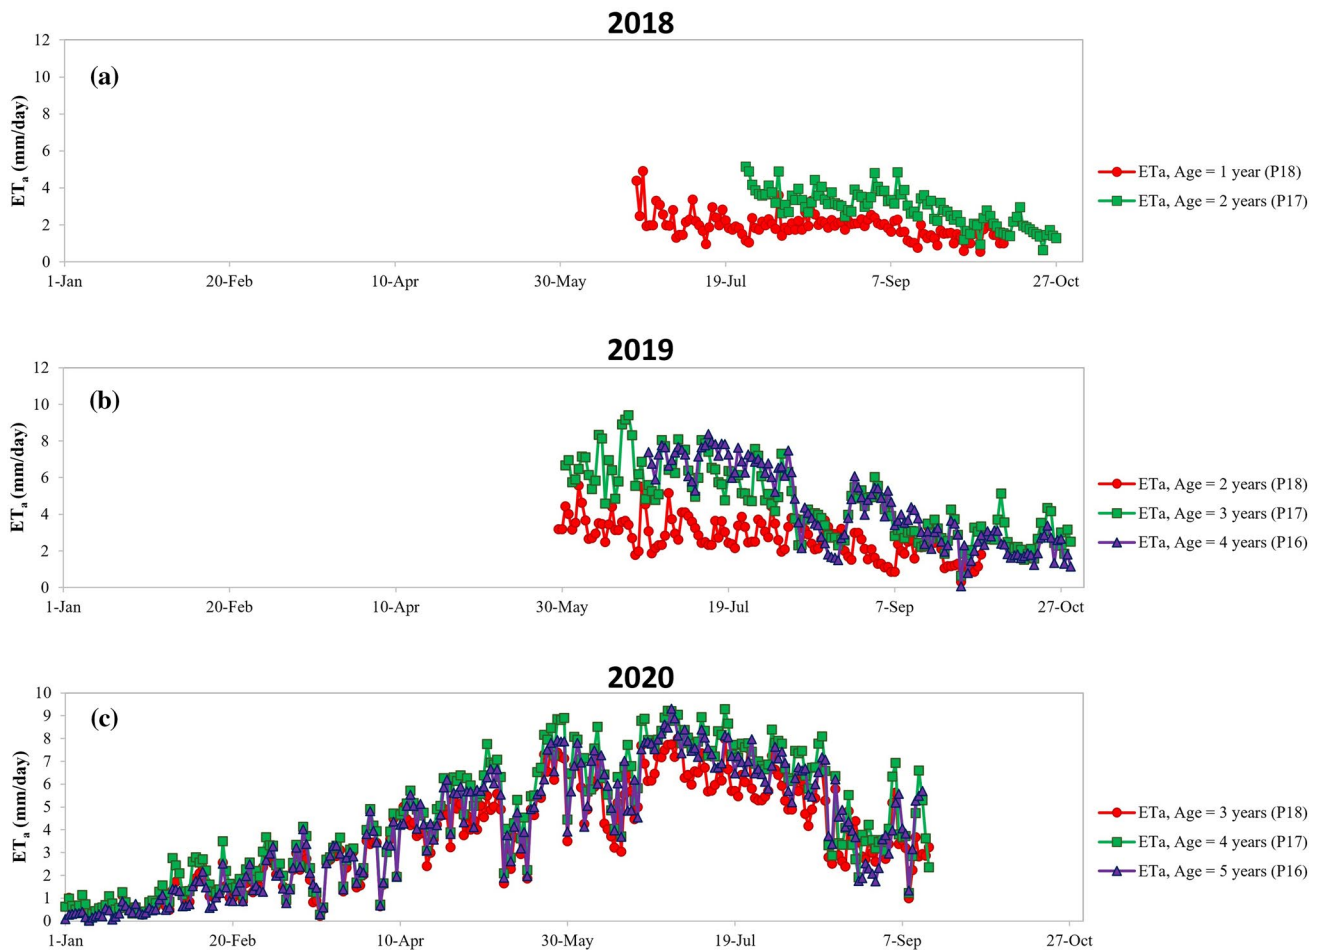 2018
(a)
ETa (mm/day)
12
10
8
6
4
2
0
1-Jan 20-Feb 10-Apr 30-May 19-Jul 7-Sep 27-Oct
ETa, Age = 1 year (P18)
ETa, Age = 2 years (P17)
2019
(b)
ETa (mm/day)
12
10
8
6
4
2
0
1-Jan 20-Feb 10-Apr 30-May 19-Jul 7-Sep 27-Oct
ETa, Age = 2 years (P18)
ETa, Age = 3 years (P17)
ETa, Age = 4 years (P16)
2020
(c)
ETa (mm/day)
10
9
8
7
6
5
4
3
2
1
0
1-Jan 20-Feb 10-Apr 30-May 19-Jul 7-Sep 27-Oct
ETa, Age = 3 years (P18)
ETa, Age = 4 years (P17)
ETa, Age = 5 years (P16)